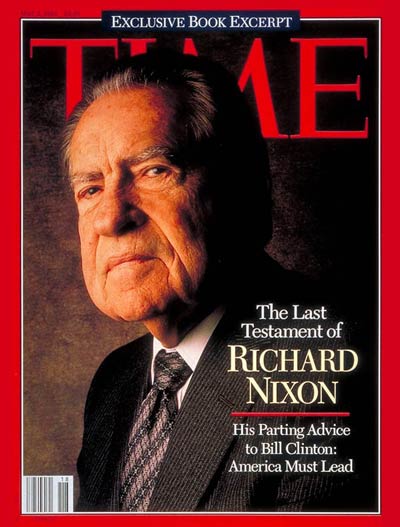 EXCLUSIVE BOOK EXCERPT
TIME
The Last
Testament of
RICHARD
NIXON
His Parting Advice
to Bill Clinton:
America Must Lead
18